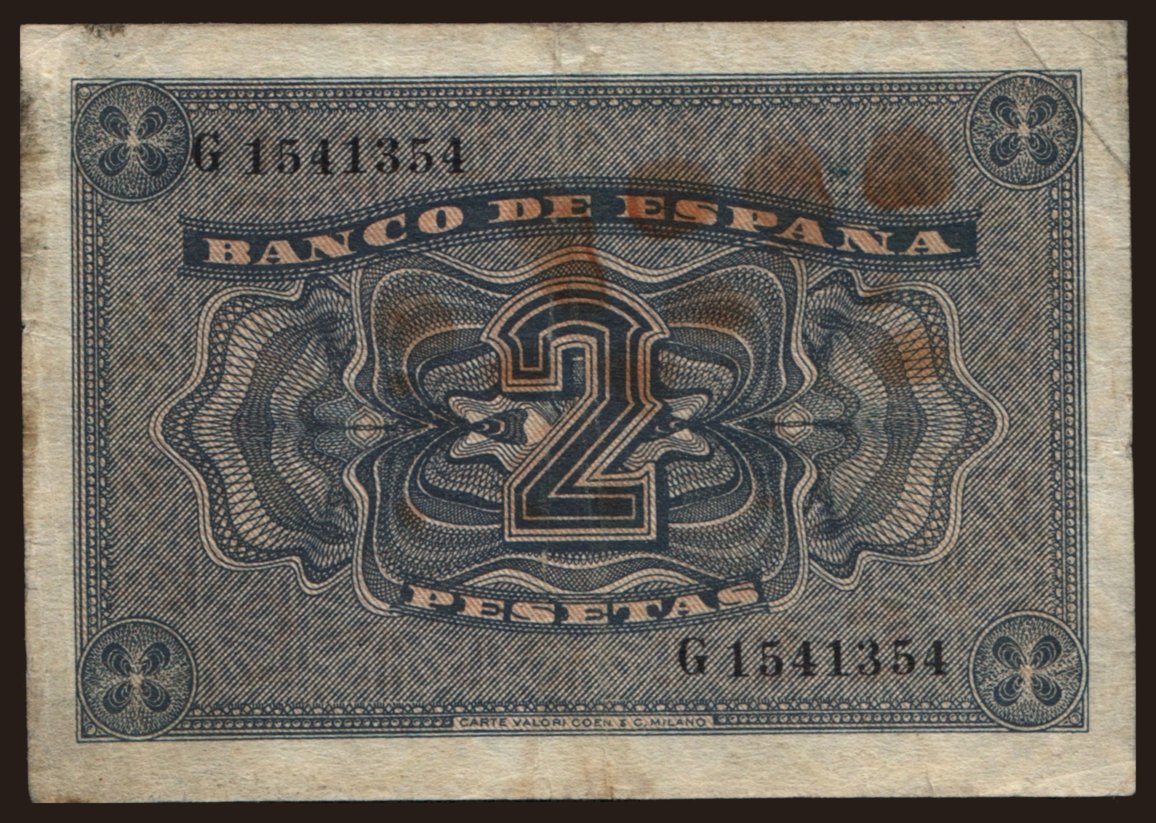 G 1541354
BANCO DE ESPAÑA
2
PESETAS
G 1541354
CARTE VALORI COEN & C. MILANO